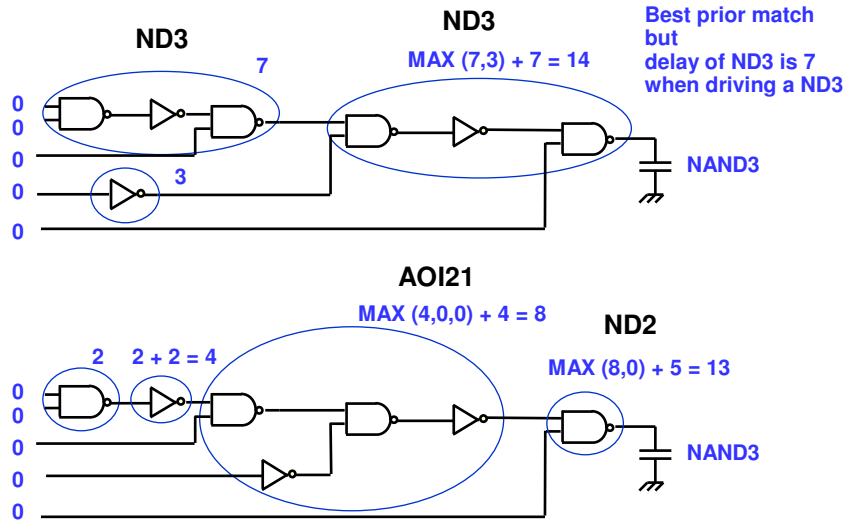 ND3
ND3
Best prior match
but
delay of ND3 is 7
when driving a ND3
7
MAX (7,3) + 7 = 14
0
0
0
0
3
NAND3
0
AOI21
MAX (4,0,0) + 4 = 8
ND2
2
2 + 2 = 4
MAX (8,0) + 5 = 13
0
0
0
0
NAND3
0